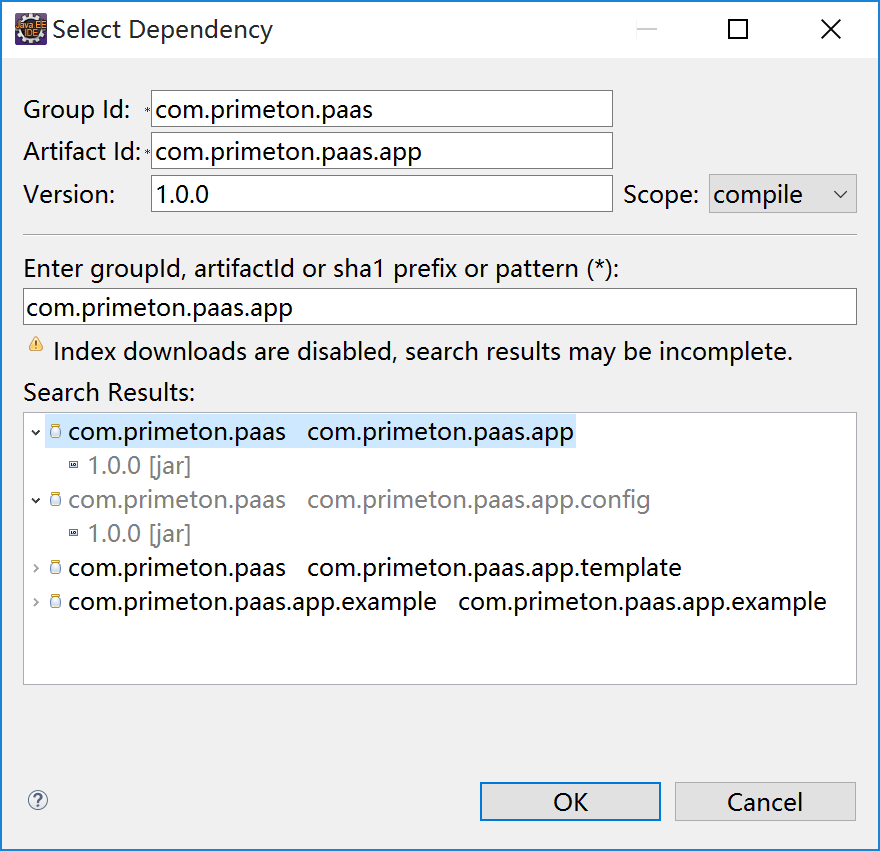 Java EE
IDE
Select Dependency
Group Id: * com.primeton.paas
Artifact Id: * com.primeton.paas.app
Version: 1.0.0 Scope: compile
Enter groupId, artifactId or sha1 prefix or pattern (*):
com.primeton.paas.app
Index downloads are disabled, search results may be incomplete.
Search Results:
com.primeton.paas com.primeton.paas.app
1.0.0 [jar]
com.primeton.paas com.primeton.paas.app.config
1.0.0 [jar]
com.primeton.paas com.primeton.paas.app.template
com.primeton.paas.app.example com.primeton.paas.app.example
OK Cancel